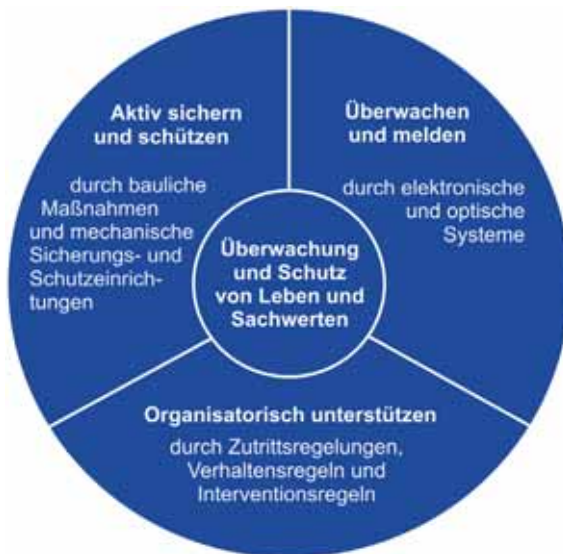 Aktiv sichern
und schützen
durch bauliche
Maßnahmen
und mechanische
Sicherungs- und
Schutzeinrich-
tungen
Überwachen
und melden
durch elektronische
und optische
Systeme
Überwachung
und Schutz
von Leben und
Sachwerten
Organisatorisch unterstützen
durch Zutrittsregelungen,
Verhaltensregeln und
Interventionsregeln